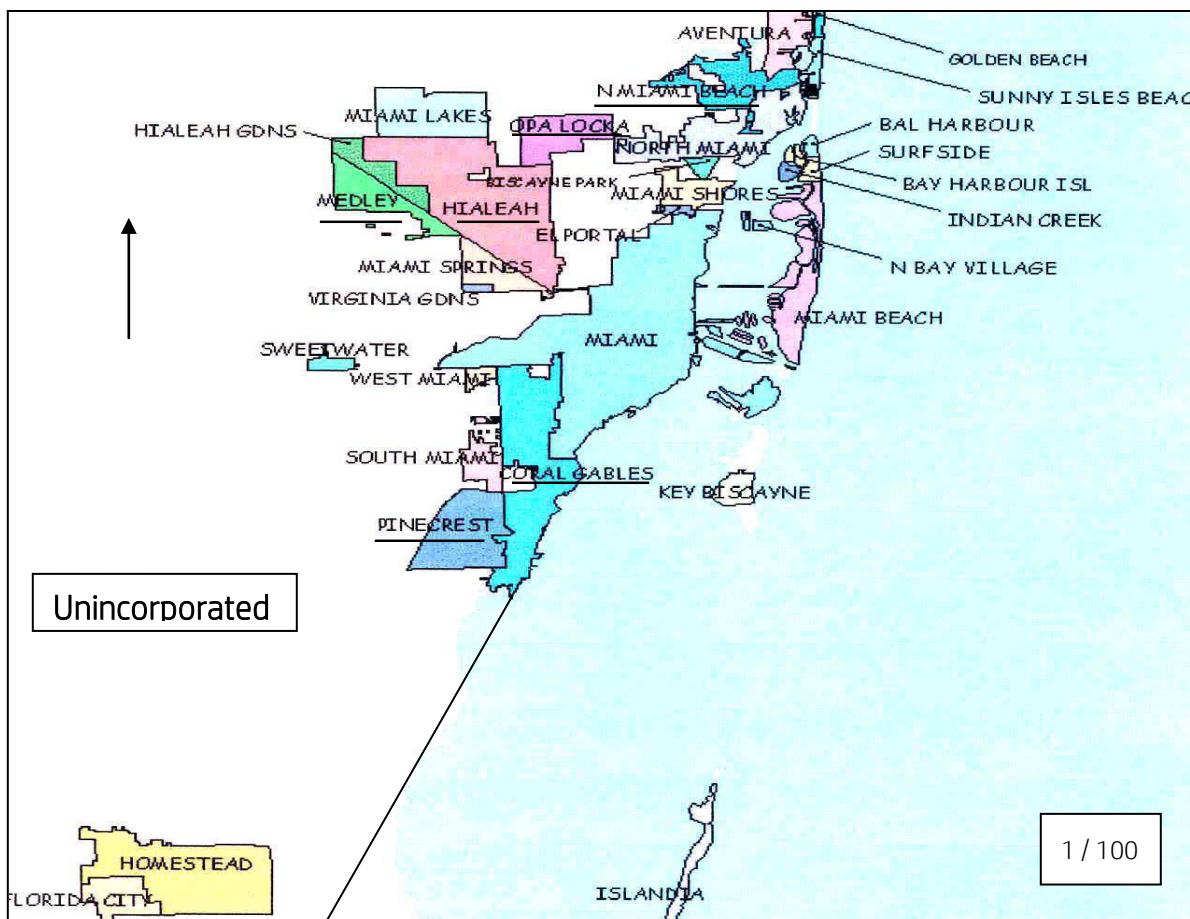 AVENTURA
GOLDEN BEACH
N MIAMI BEACH
SUNNY ISLES BEAC
MIAMI LAKES
HIALEAH GDNS
OPA LOCKA
BAL HARBOUR
NORTH MIAMI
SURFSIDE
BISCAYNE PARK
BAY HARBOUR ISL
MIAMI SHORES
MEDLEY
HIALEAH
INDIAN CREEK
EL PORTAL
N BAY VILLAGE
MIAMI SPRINGS
VIRGINIA GDNS
MIAMI BEACH
MIAMI
SWEETWATER
WEST MIAMI
SOUTH MIAMI
CORAL GABLES
KEY BISCAYNE
PINECREST
Unincorporated
1 / 100
HOMESTEAD
ISLANDIA
FLORIDA CITY